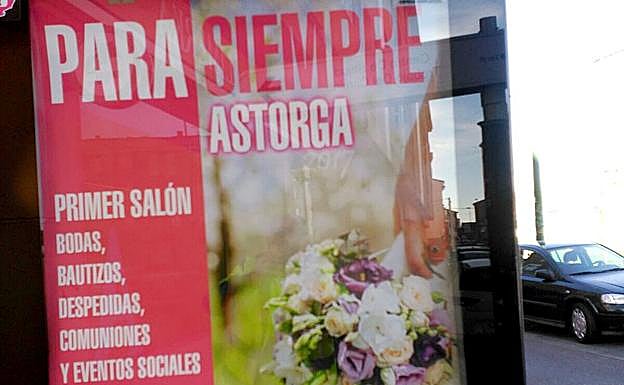 PARA SIEMPRE
ASTORGA
PRIMER SALÓN
BODAS,
BAUTIZOS,
DESPEDIDAS,
COMUNIONES
Y EVENTOS SOCIALES